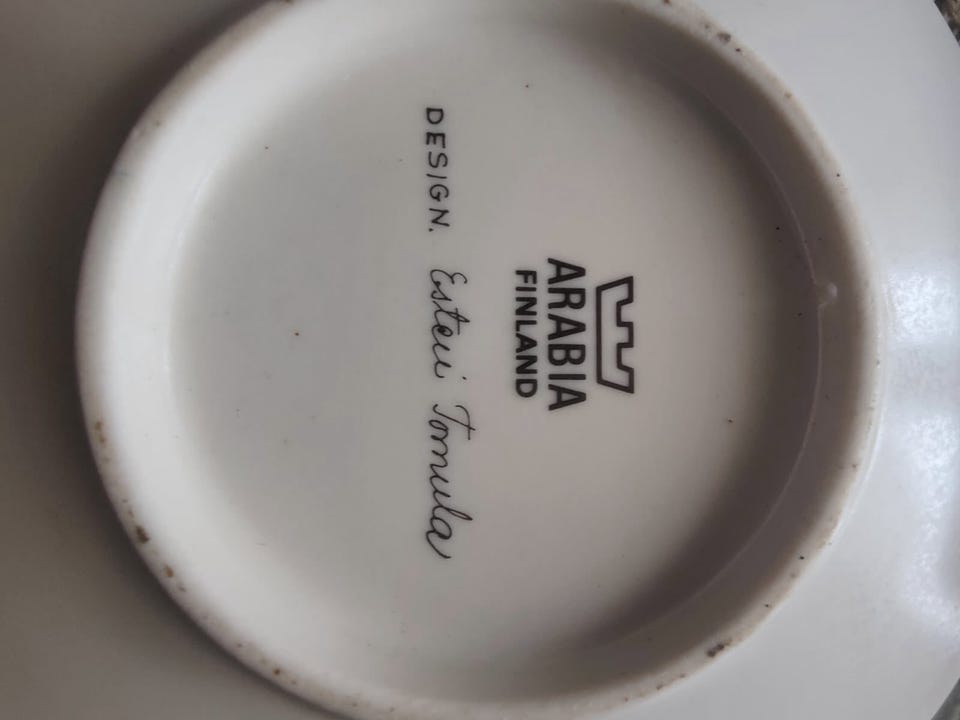 ARABIA
FINLAND
DESIGN. Esteri Tomula